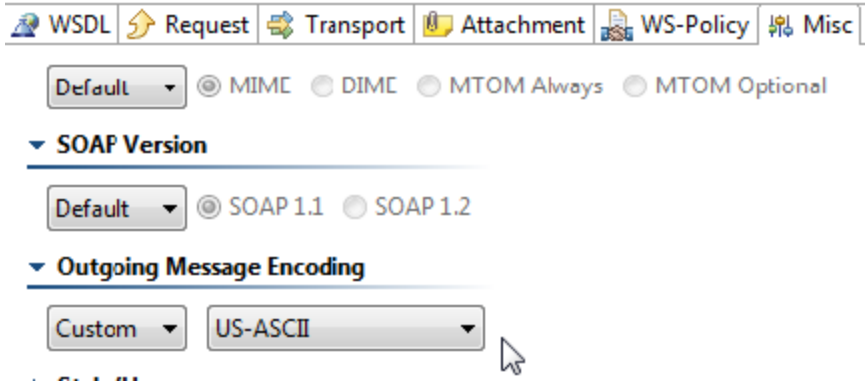 WSDL Request Transport Attachment WS-Policy Misc
Default MIME DIME MTOM Always MTOM Optional
SOAP Version
Default SOAP 1.1 SOAP 1.2
Outgoing Message Encoding
Custom US-ASCII